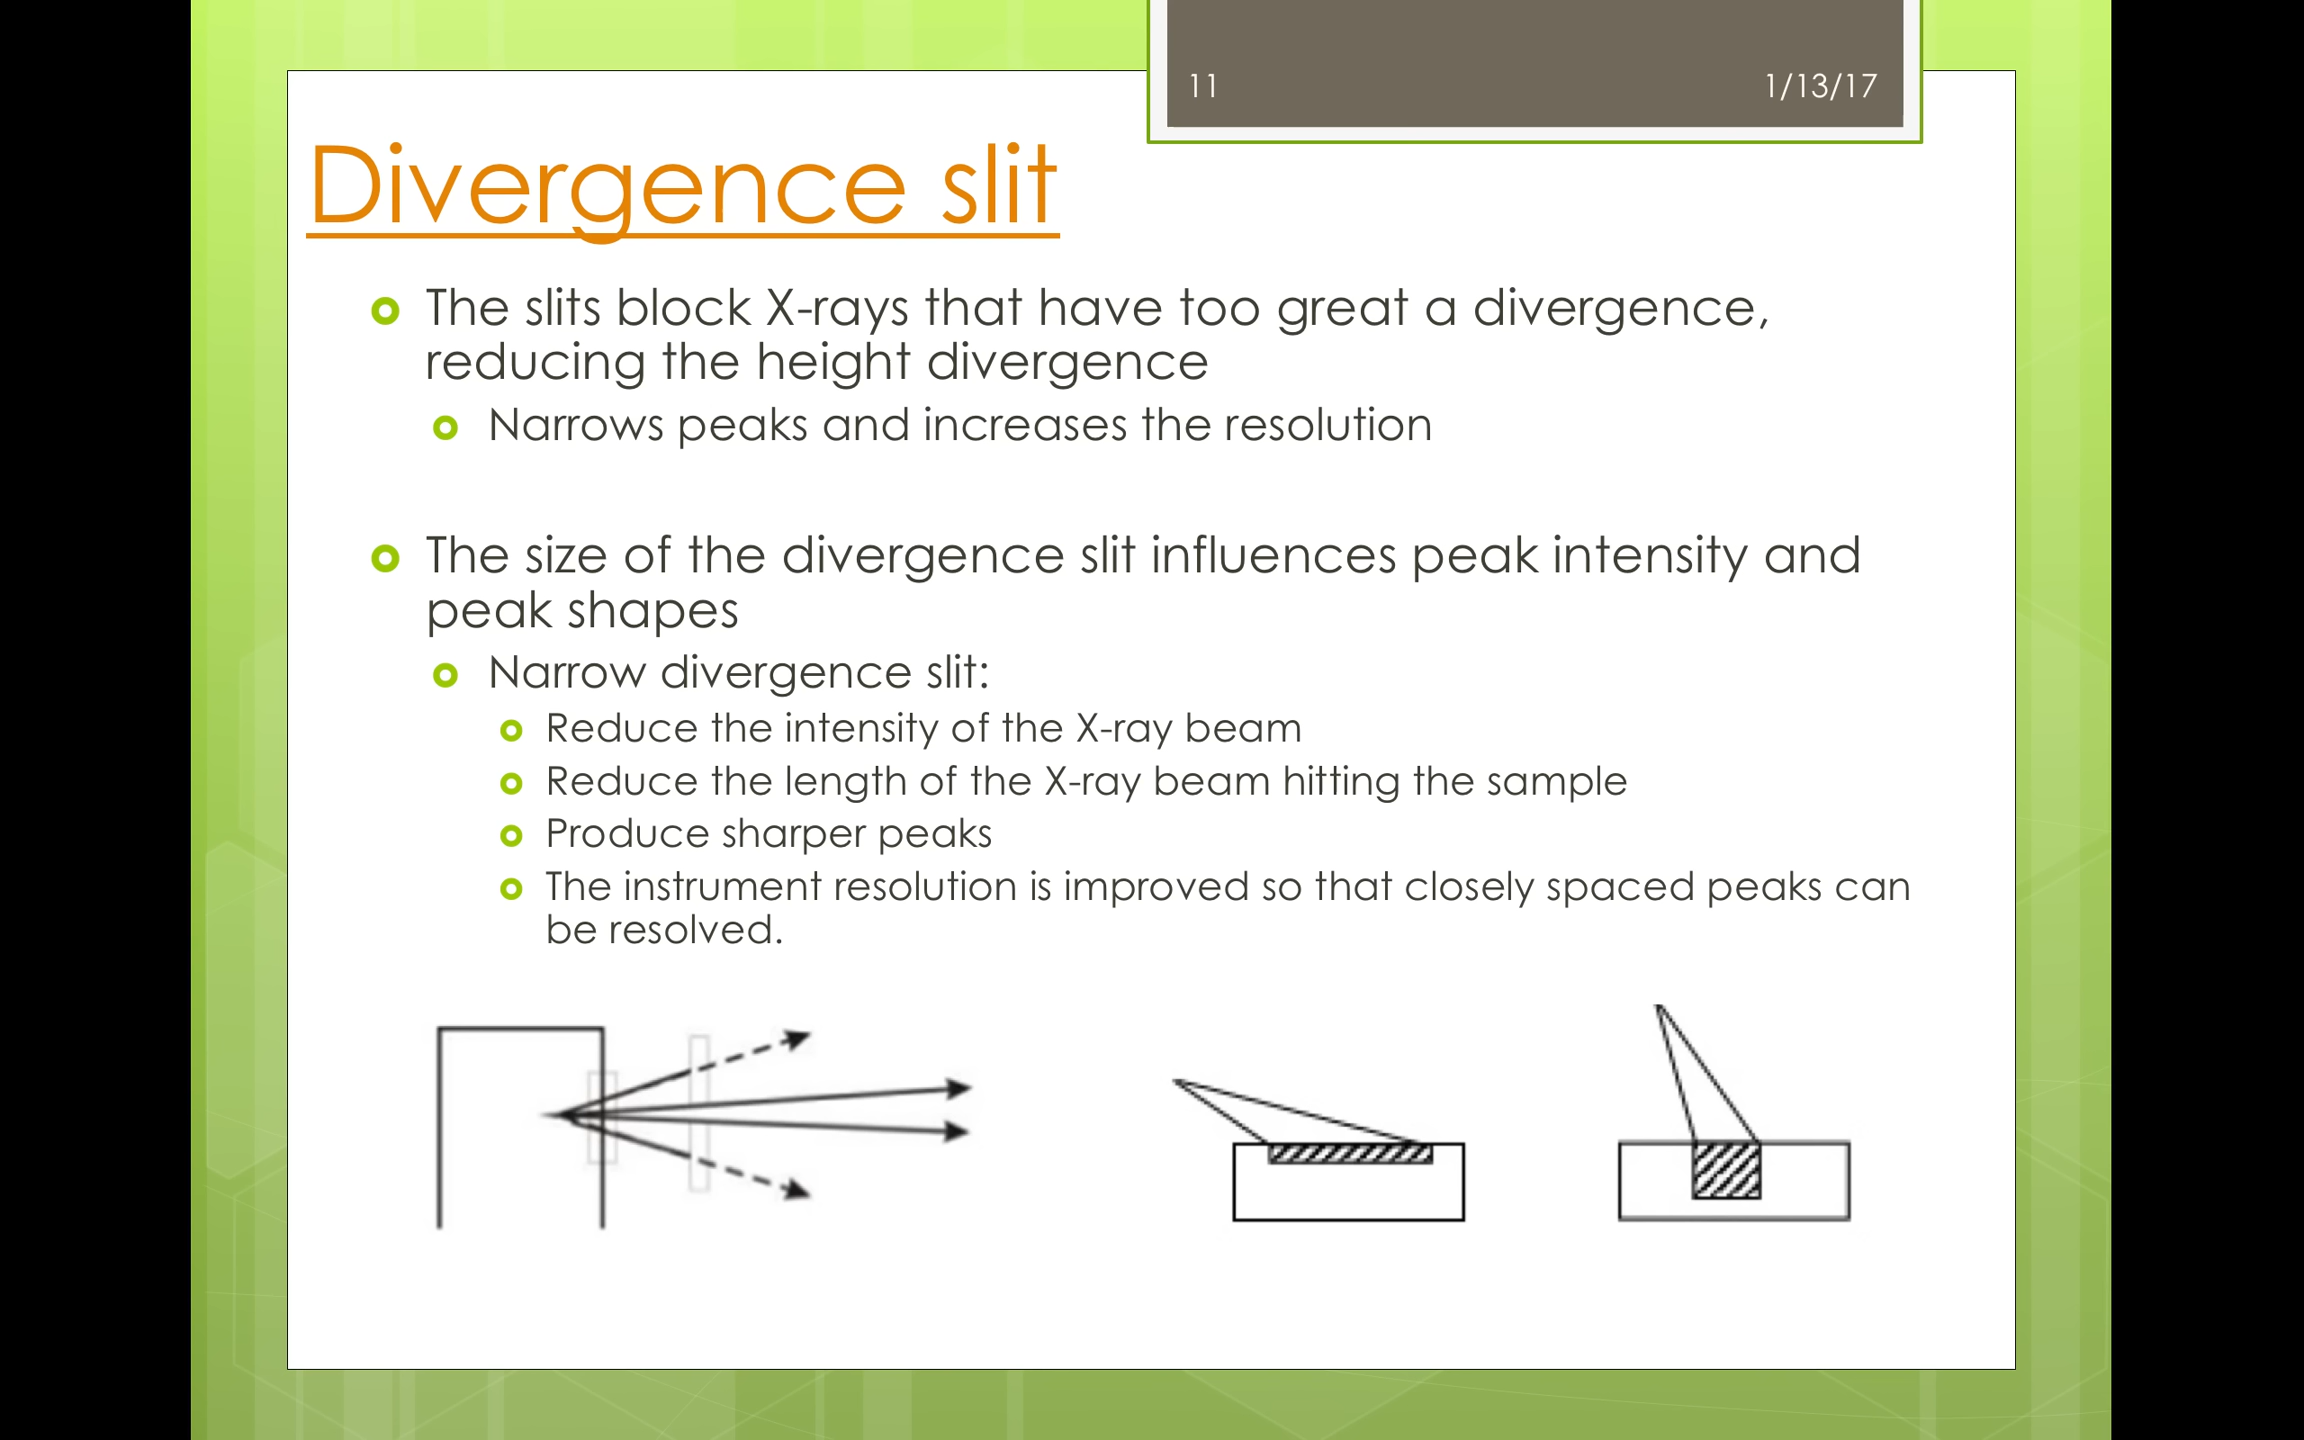 11
1/13/17
Divergence slit
The slits block X-rays that have too great a divergence,
reducing the height divergence
Narrows peaks and increases the resolution
The size of the divergence slit influences peak intensity and
peak shapes
Narrow divergence slit:
Reduce the intensity of the X-ray beam
Reduce the length of the X-ray beam hitting the sample
Produce sharper peaks
The instrument resolution is improved so that closely spaced peaks can
be resolved.